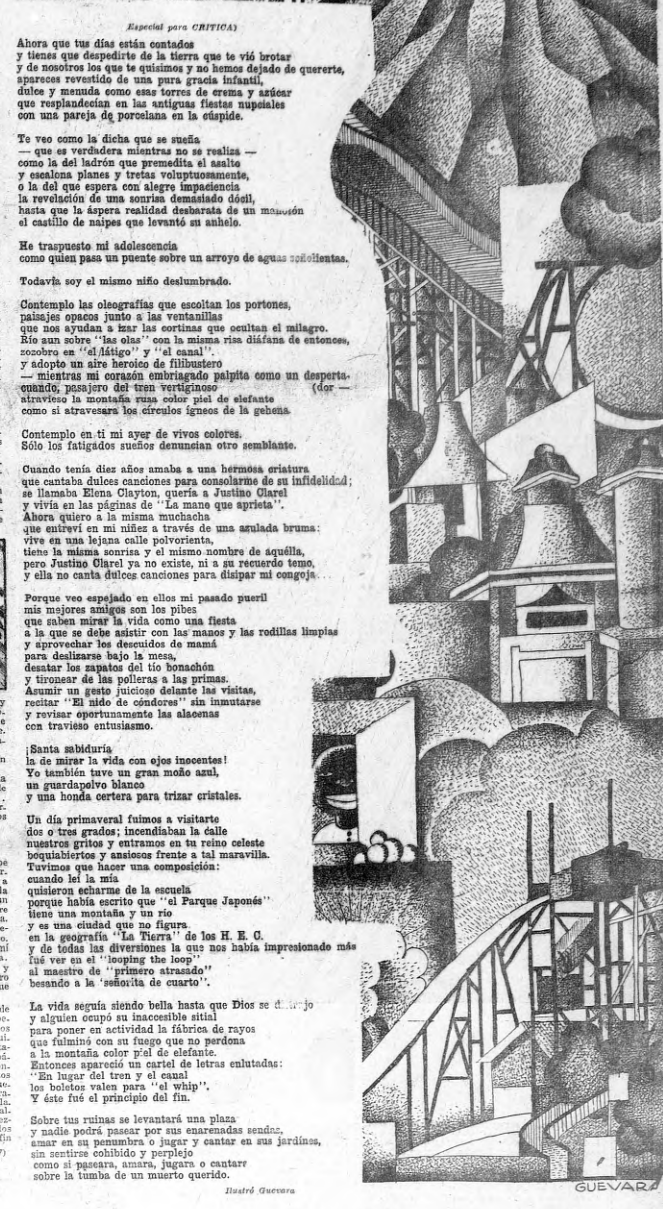 Especial para CRITICA)
Ahora que tus días están contados
y tienes que despedirte de la tierra que te vió brotar
y de nosotros los que te quisimos y no hemos dejado de quererte,
apareces revestido de una pura gracia infantil,
dulce y menuda como esas torres de crema y azúcar
que resplandecían en las antiguas fiestas nupciales
con una pareja de porcelana en la cúspide.
Te veo como la dicha que se sueña
— que es verdadera mientras no se realiza —
como la del ladrón que premedita el asalto
y escalona planes y tretas voluptuosamente,
o la del que espera con alegre impaciencia
la revelación de una sonrisa demasiado dócil,
hasta que la áspera realidad desbarata de un manotón
el castillo de naipes que levantó su anhelo.
He traspuesto mi adolescencia
como quien pasa un puente sobre un arroyo de aguas soñolientas.
Todavía soy el mismo niño deslumbrado.
Contemplo las oleografías que escoltan los portones,
paisajes opacos junto a las ventanillas
que nos ayudan a izar las cortinas que ocultan el milagro.
Río aun sobre "las olas" con la misma risa diáfana de entonces,
zozobro en "el látigo" y "el canal".
y adopto un aire heroico de filibustero
— mientras mi corazón embriagado palpita como un desperta-
cuando, pasajero del tren vertiginoso (dor —
atravieso la montaña rusa color piel de elefante
como si atravesara los círculos ígneos de la gehena.
Contemplo en ti mi ayer de vivos colores.
Sólo los fatigados sueños denuncian otro semblante.
Cuando tenía diez años amaba a una hermosa criatura
que cantaba dulces canciones para consolarme de su infidelidad;
se llamaba Elena Clayton, quería a Justino Clarel
y vivía en las páginas de "La mano que aprieta".
Ahora quiero a la misma muchacha
que entreví en mi niñez a través de una azulada bruma:
vive en una lejana calle polvorienta,
tiene la misma sonrisa y el mismo nombre de aquélla,
pero Justino Clarel ya no existe, ni a su recuerdo temo,
y ella no canta dulces canciones para disipar mi congoja...
Porque veo espejado en ellos mi pasado pueril
mis mejores amigos son los pibes
que saben mirar la vida como una fiesta
a la que se debe asistir con las manos y las rodillas limpias
y aprovechar los descuidos de mamá
para deslizarse bajo la mesa,
desatar los zapatos del tío bonachón
y tironear de las polleras a las primas.
Asumir un gesto juicioso delante las visitas,
recitar "El nido de cóndores" sin inmutarse
y revisar oportunamente las alacenas
con travieso entusiasmo.
¡Santa sabiduría
la de mirar la vida con ojos inocentes!
Yo también tuve un gran moño azul,
un guardapolvo blanco
y una honda certera para trizar cristales.
Un día primaveral fuimos a visitarte
dos o tres grados; incendiaban la calle
nuestros gritos y entramos en tu reino celeste
boquiabiertos y ansiosos frente a tal maravilla.
Tuvimos que hacer una composición:
cuando leí la mía
quisieron echarme de la escuela
porque había escrito que "el Parque Japonés"
tiene una montaña y un río
y es una ciudad que no figura
en la geografía "La Tierra" de los H. E. C.
y de todas las diversiones la que nos había impresionado más
fué ver en el "looping the loop"
al maestro de "primero atrasado"
besando a la 'señorita de cuarto".
La vida seguía siendo bella hasta que Dios se
y alguien ocupó su inaccesible sitial
para poner en actividad la fábrica de rayos
que fulminó con su fuego que no perdona
a la montaña color piel de elefante.
Entonces apareció un cartel de letras enlutadas:
"En lugar del tren y el canal
los boletos valen para "el whip".
Y éste fué el principio del fin.
Sobre tus ruinas se levantará una plaza
y nadie podrá pasear por sus enarenadas sendas,
amar en su penumbra o jugar y cantar en sus jardines,
sin sentirse cohibido y perplejo
como si paseara, amara, jugara o cantare
sobre la tumba de un muerto querido.
Ilustró Guevara
GUEVARA